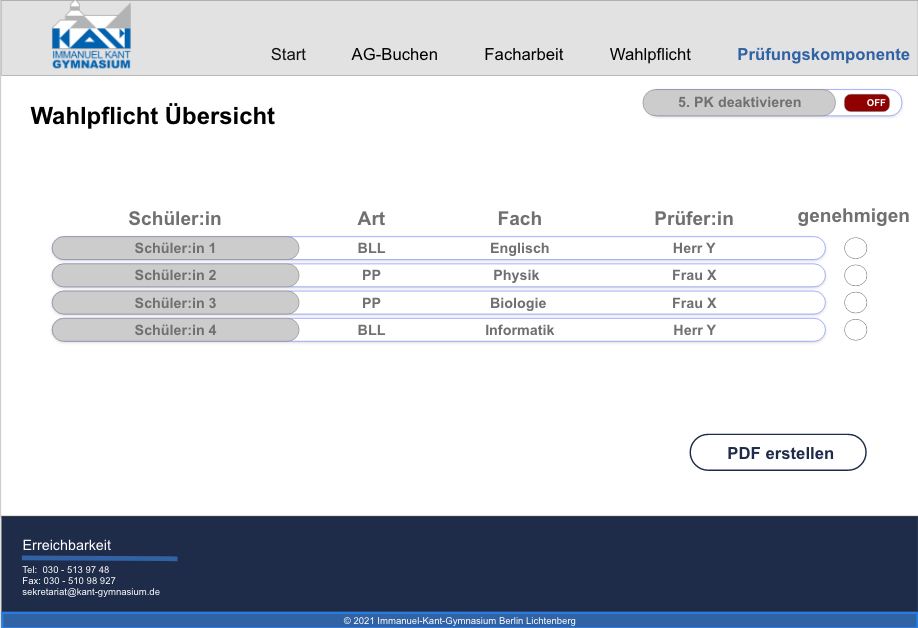 KANT
IMMANUEL KANT
GYMNASIUM
Start AG-Buchen Facharbeit Wahlpflicht Prüfungskomponente
5. PK deaktivieren OFF
Wahlpflicht Übersicht
Schüler:in Art Fach Prüfer:in genehmigen
Schüler:in 1 BLL Englisch Herr Y
Schüler:in 2 PP Physik Frau X
Schüler:in 3 PP Biologie Frau X
Schüler:in 4 BLL Informatik Herr Y
PDF erstellen
Erreichbarkeit
Tel: 030 - 513 97 48
Fax: 030 - 510 98 927
sekretariat@kant-gymnasium.de
© 2021 Immanuel-Kant-Gymnasium Berlin Lichtenberg